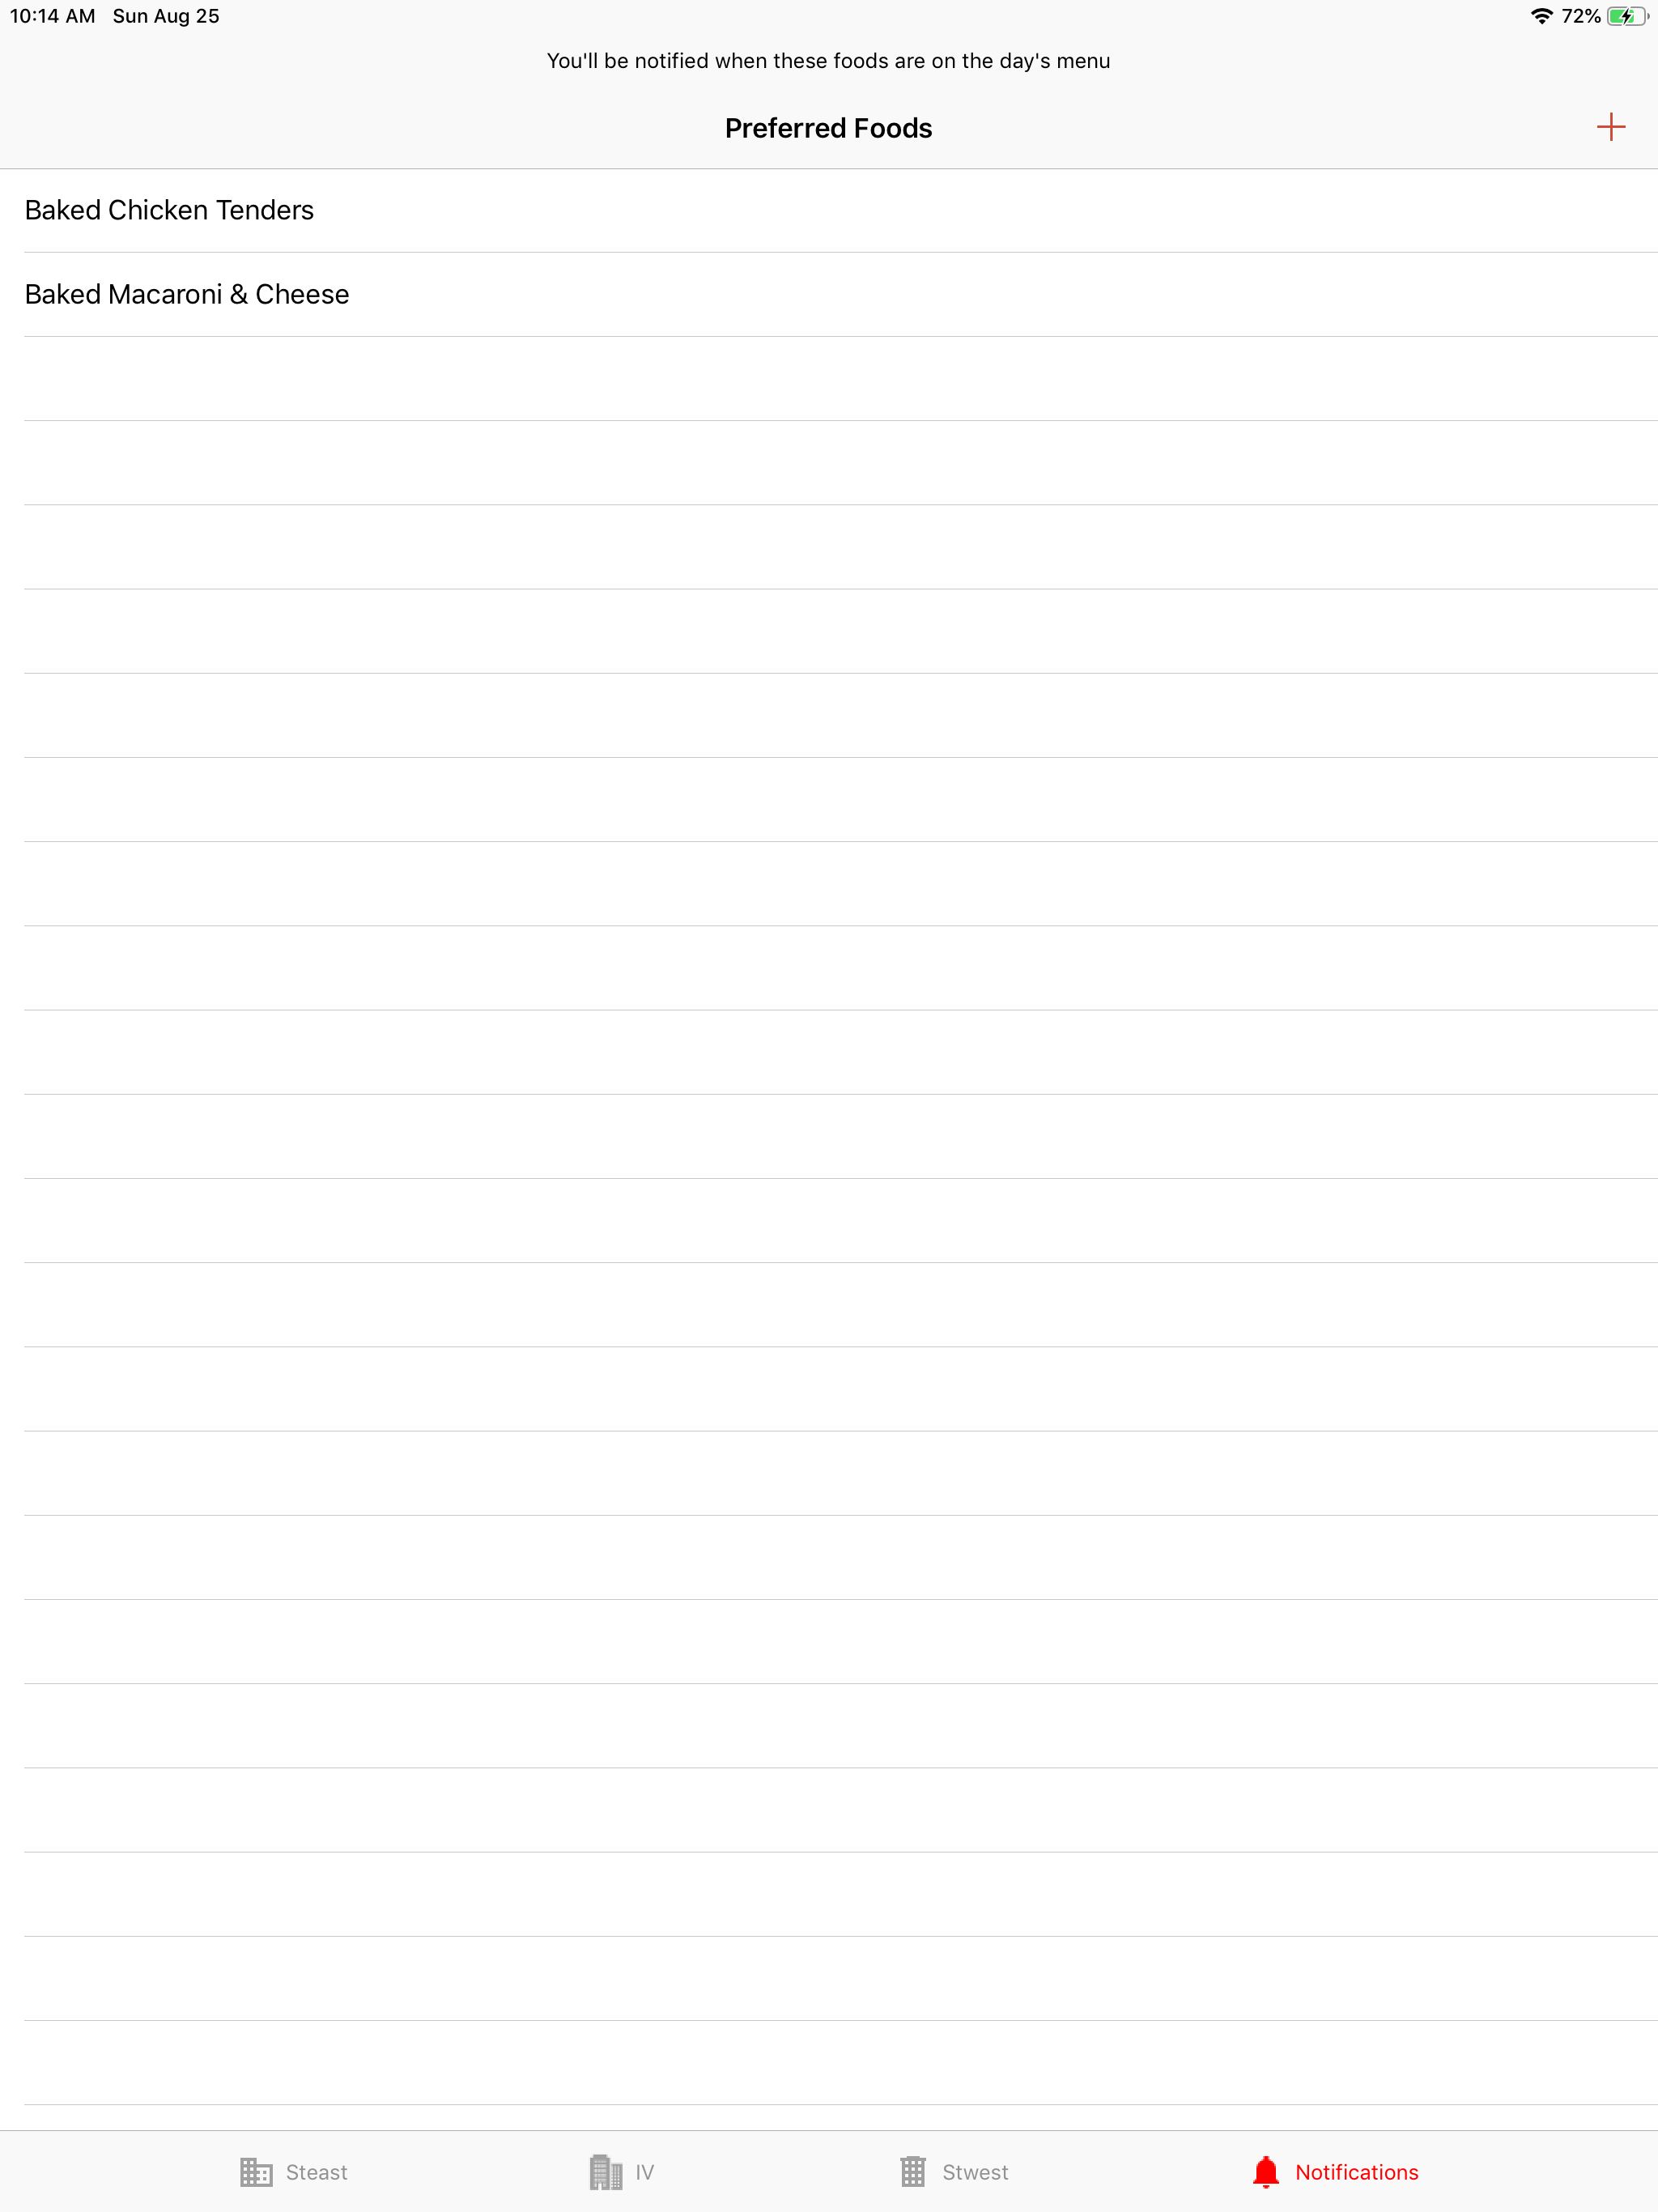 10:14 AM Sun Aug 25 72%
You'll be notified when these foods are on the day's menu
Preferred Foods
Baked Chicken Tenders
Baked Macaroni & Cheese
Steast IV Stwest Notifications